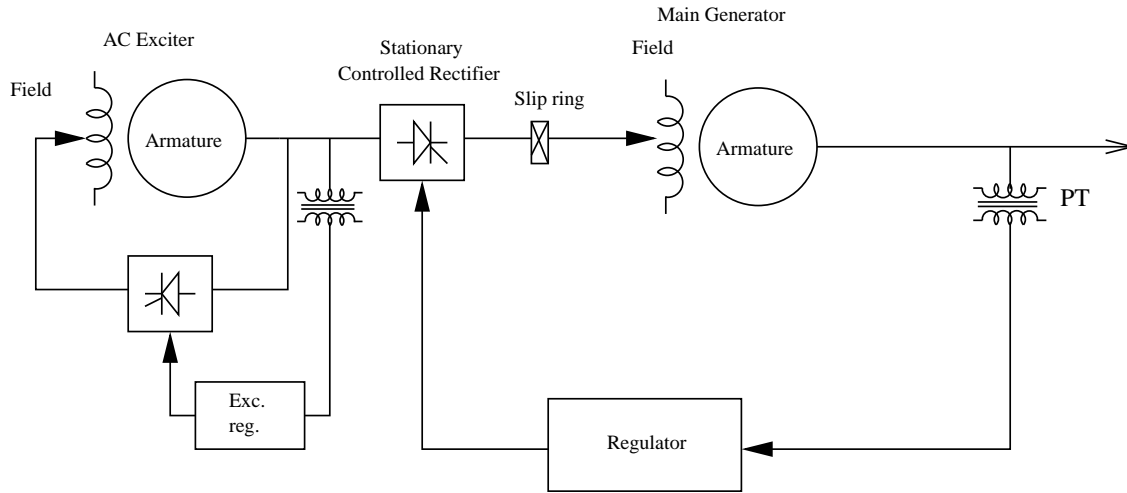 Main Generator
AC Exciter
Stationary
Controlled Rectifier
Field
Field
Slip ring
Armature
Armature
PT
Exc.
reg.
Regulator